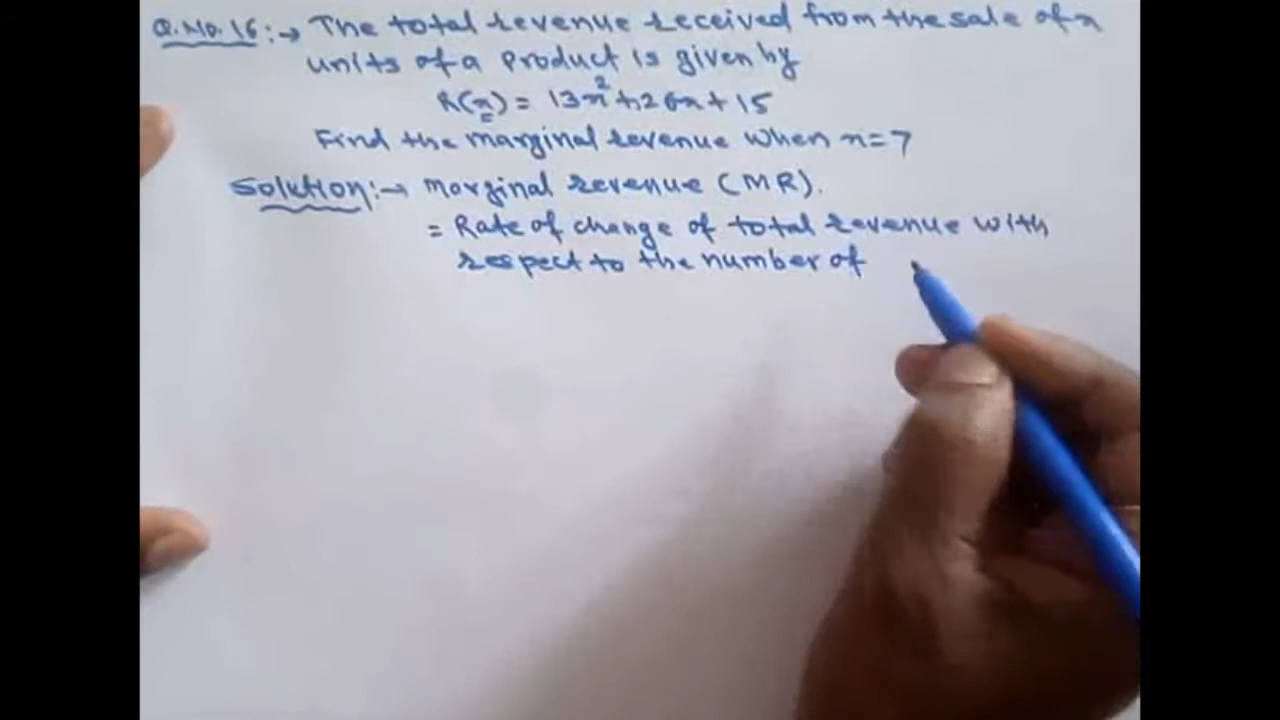 Q.No. 16:→ The total revenue received from the sale of x
units of a product is given by
R(x) = 13x² + 26x + 15
Find the marginal revenue when x = 7
Solution:→ Marginal revenue (MR).
= Rate of change of total revenue with
respect to the number of